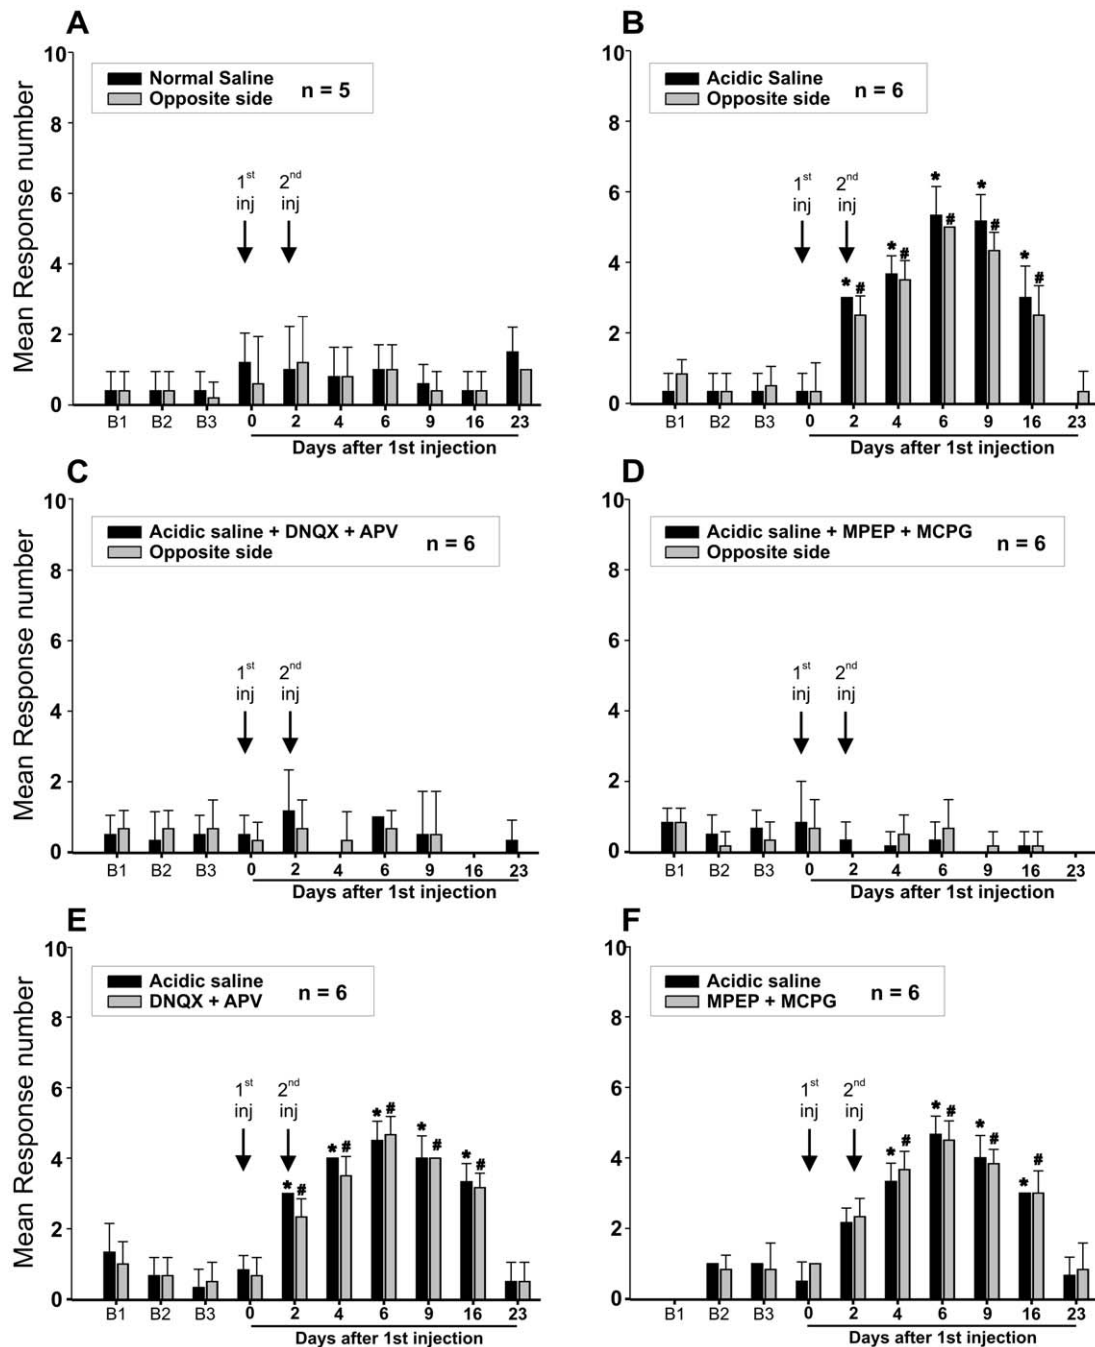 A
Mean Response number
10
8
6
4
2
0
Normal Saline
Opposite side
n = 5
1st inj
2nd inj
B1 B2 B3 0 2 4 6 9 16 23
Days after 1st injection
B
10
8
6
4
2
0
Acidic Saline
Opposite side
n = 6
1st inj
2nd inj
* # * # * # * # * #
B1 B2 B3 0 2 4 6 9 16 23
Days after 1st injection
C
Mean Response number
10
8
6
4
2
0
Acidic saline + DNQX + APV
Opposite side
n = 6
1st inj
2nd inj
B1 B2 B3 0 2 4 6 9 16 23
Days after 1st injection
D
10
8
6
4
2
0
Acidic saline + MPEP + MCPG
Opposite side
n = 6
1st inj
2nd inj
B1 B2 B3 0 2 4 6 9 16 23
Days after 1st injection
E
Mean Response number
10
8
6
4
2
0
Acidic saline
DNQX + APV
n = 6
1st inj
2nd inj
* # * # * # * # * #
B1 B2 B3 0 2 4 6 9 16 23
Days after 1st injection
F
10
8
6
4
2
0
Acidic saline
MPEP + MCPG
n = 6
1st inj
2nd inj
* # * # * # * #
B1 B2 B3 0 2 4 6 9 16 23
Days after 1st injection